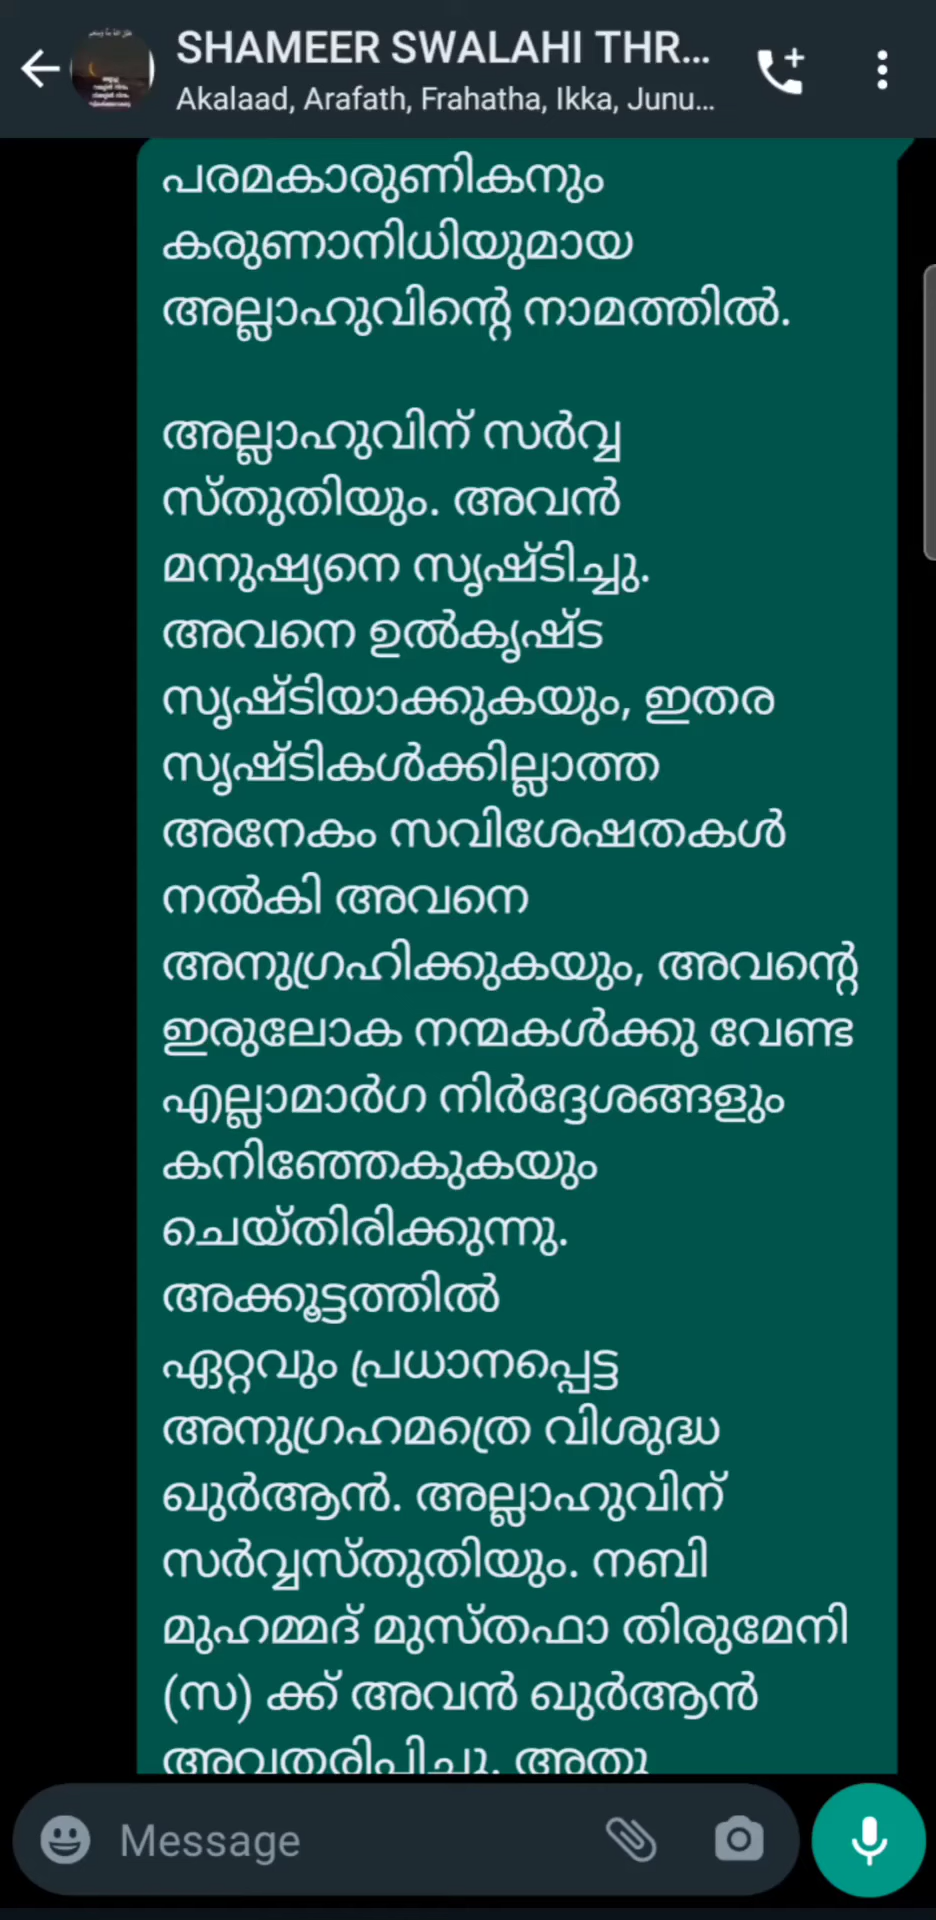 SHAMEER SWALAHI THR...
Akalaad, Arafath, Frahatha, Ikka, Junu...
പരമകാരുണികനും
കരുണാനിധിയുമായ
അല്ലാഹുവിന്റെ നാമത്തിൽ.
അല്ലാഹുവിന് സർവ്വ
സ്തുതിയും. അവൻ
മനുഷ്യനെ സൃഷ്ടിച്ചു.
അവനെ ഉൽകൃഷ്ട
സൃഷ്ടിയാക്കുകയും, ഇതര
സൃഷ്ടികൾക്കില്ലാത്ത
അനേകം സവിശേഷതകൾ
നൽകി അവനെ
അനുഗ്രഹിക്കുകയും, അവന്റെ
ഇരുലോക നന്മകൾക്കു വേണ്ട
എല്ലാമാർഗ നിർദ്ദേശങ്ങളും
കനിഞ്ഞേകുകയും
ചെയ്തിരിക്കുന്നു.
അക്കൂട്ടത്തിൽ
ഏറ്റവും പ്രധാനപ്പെട്ട
അനുഗ്രഹമത്രെ വിശുദ്ധ
ഖുർആൻ. അല്ലാഹുവിന്
സർവ്വസ്തുതിയും. നബി
മുഹമ്മദ് മുസ്തഫാ തിരുമേനി
(സ) ക്ക് അവൻ ഖുർആൻ
അവതരിപ്പിച്ചു. അതു
Message